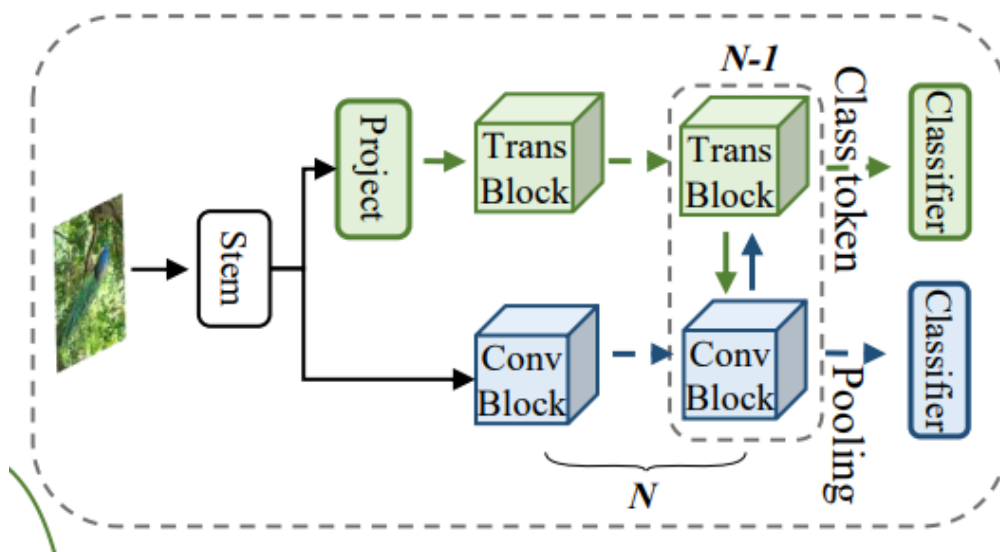 N-1
Project
Trans
Block
Trans
Block
Class token
Classifier
Stem
Conv
Block
Conv
Block
Pooling
Classifier
N